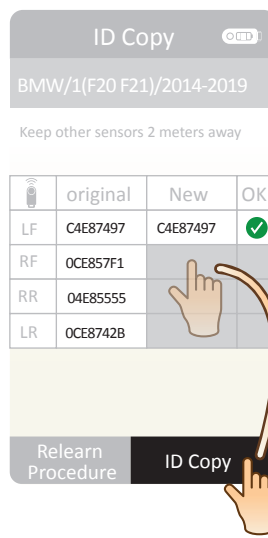 ID Copy
BMW/1(F20 F21)/2014-2019
Keep other sensors 2 meters away
original New OK
LF C4E87497 C4E87497
RF 0CE857F1
RR 04E85555
LR 0CE8742B
Relearn
Procedure
ID Copy